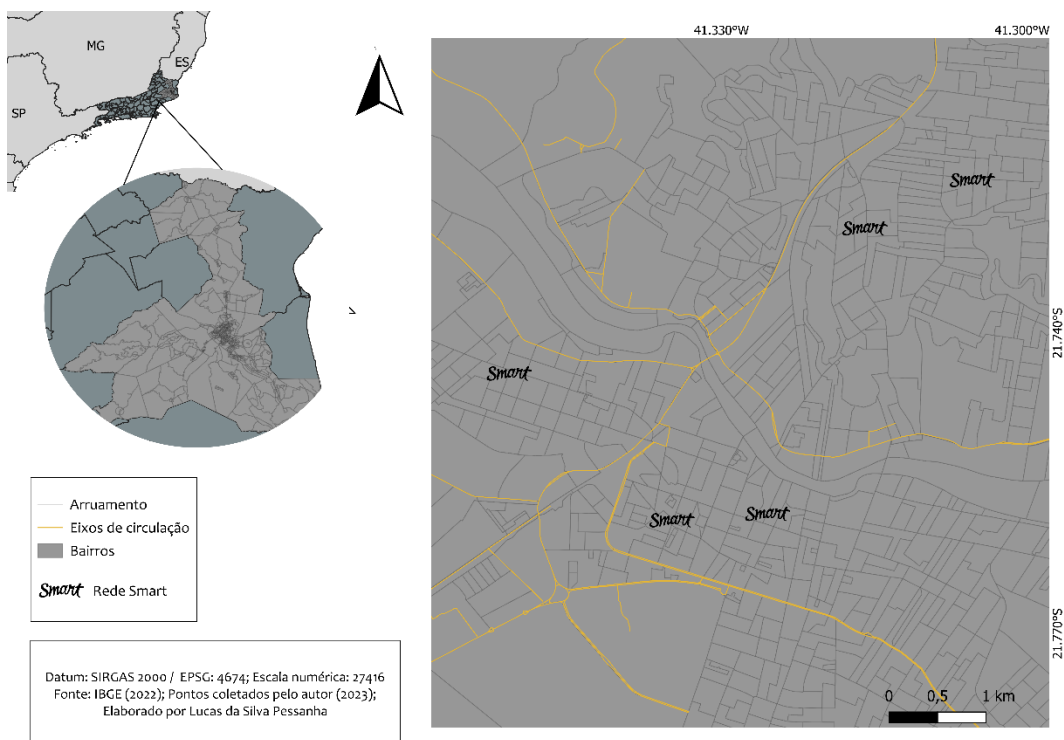 MG
ES
SP
41.330°W
41.300°W
Smart
Smart
21.740°S
Smart
Smart
Smart
21.770°S
0 0,5 1 km
Arruamento
Eixos de circulação
Bairros
Smart Rede Smart
Datum: SIRGAS 2000 / EPSG: 4674; Escala numérica: 27416
Fonte: IBGE (2022); Pontos coletados pelo autor (2023);
Elaborado por Lucas da Silva Pessanha